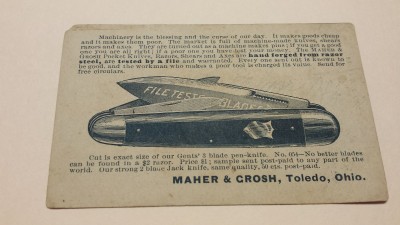 Machinery is the blessing and the curse of our day. It makes goods cheap
and it makes them poor. The market is full of machine-made knives, shears
razors and axes. They are turned out as a machine makes pins; if you get a good
one you are all right; if a poor one you have lost your money. The MAHER &
GROSH Pocket Knives, Razors, Shears and Axes are hand forged from razor
steel, are tested by a file and warranted. Every one sent out is known to
be good, and the workman who makes a poor tool is charged its value. Send for
free circulars.
FILE TESTED BLADES
Cut is exact size of our Gents' 3 blade pen-knife. No.
No better blades
can be found in a $2 razor. Price $1; sample sent post-paid to any part of the
world. Our strong 2 blade Jack knife, same quality, 50 cts. post-paid.
MAHER & CROSH, Toledo, Ohio.